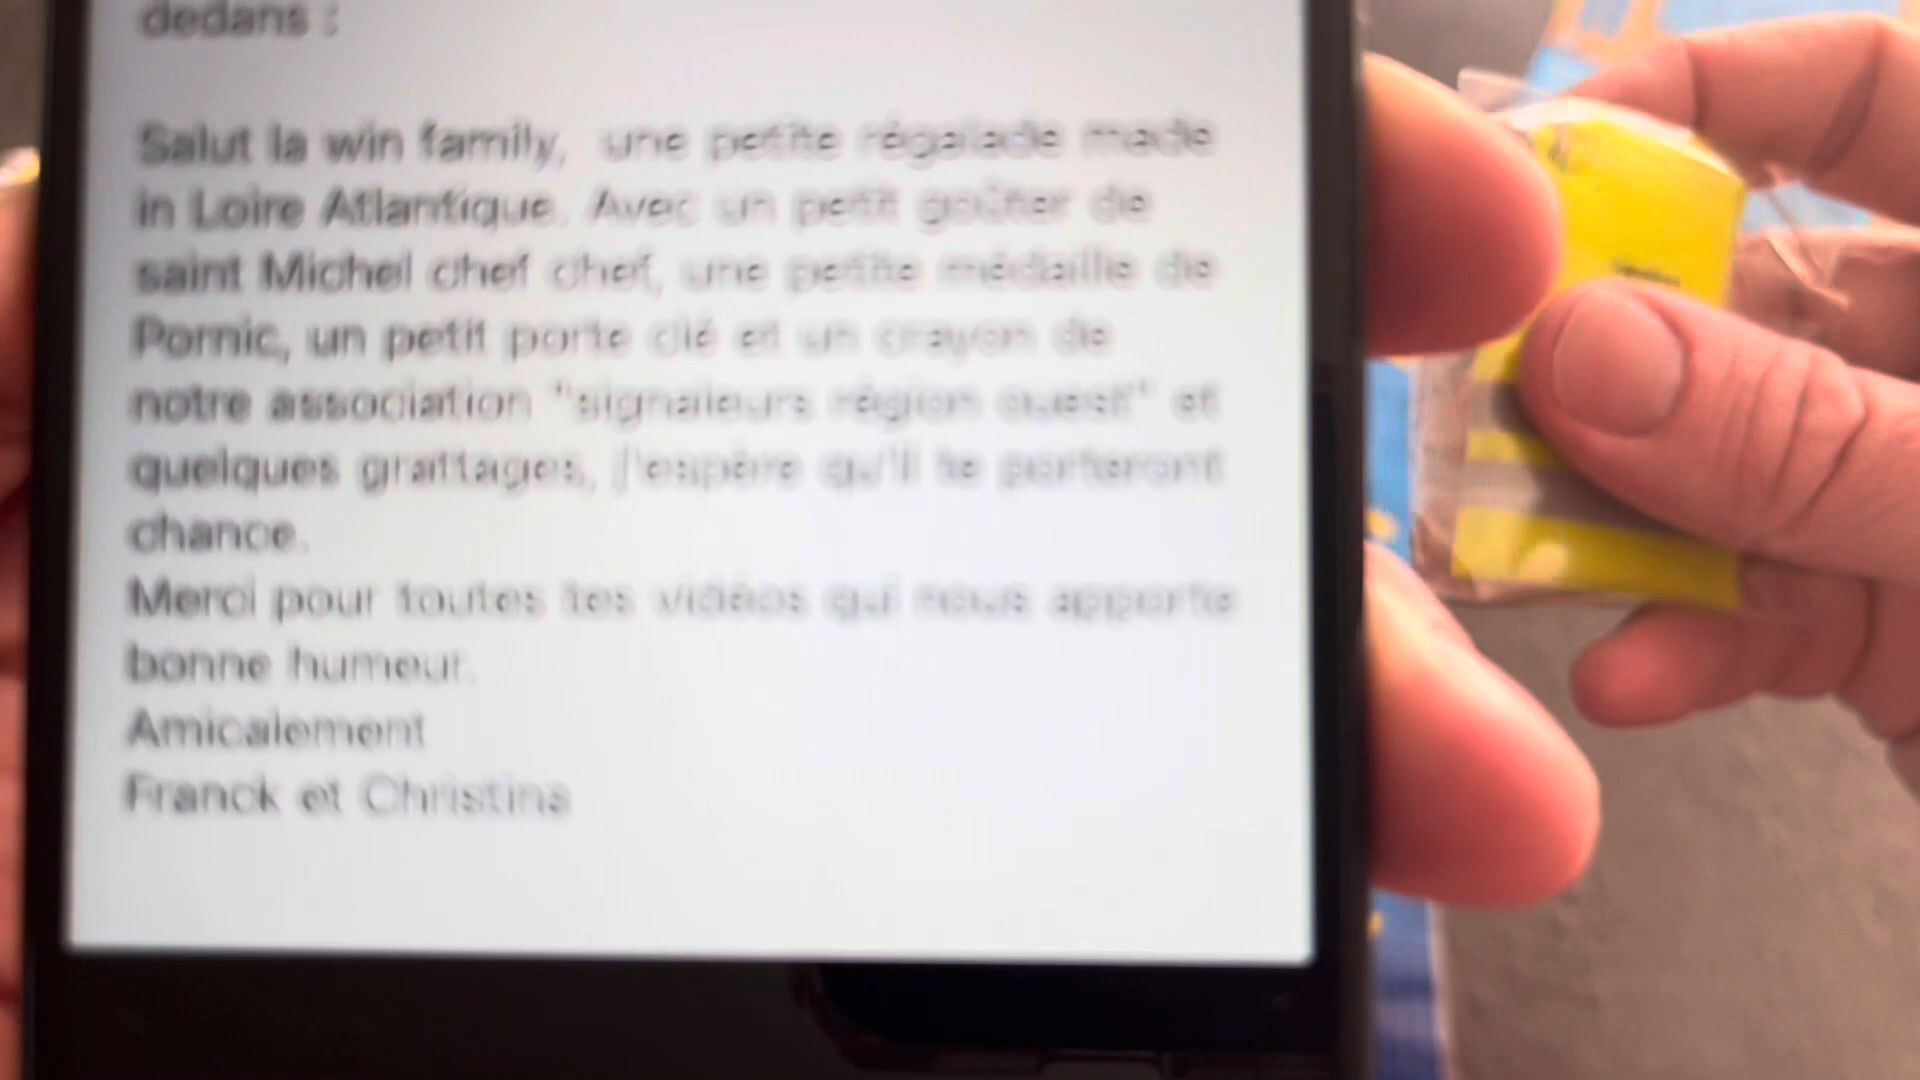 dedans :
Salut la win family, une petite régalade made
in Loire Atlantique. Avec un petit goûter de
saint Michel chef chef, une petite médaille de
Pornic, un petit porte clé et un crayon de
notre association "signaleurs région ouest" et
quelques grattages, j'espère qu'il te porteront
chance.
Merci pour toutes tes vidéos qui nous apporte
bonne humeur.
Amicalement
Franck et Christina